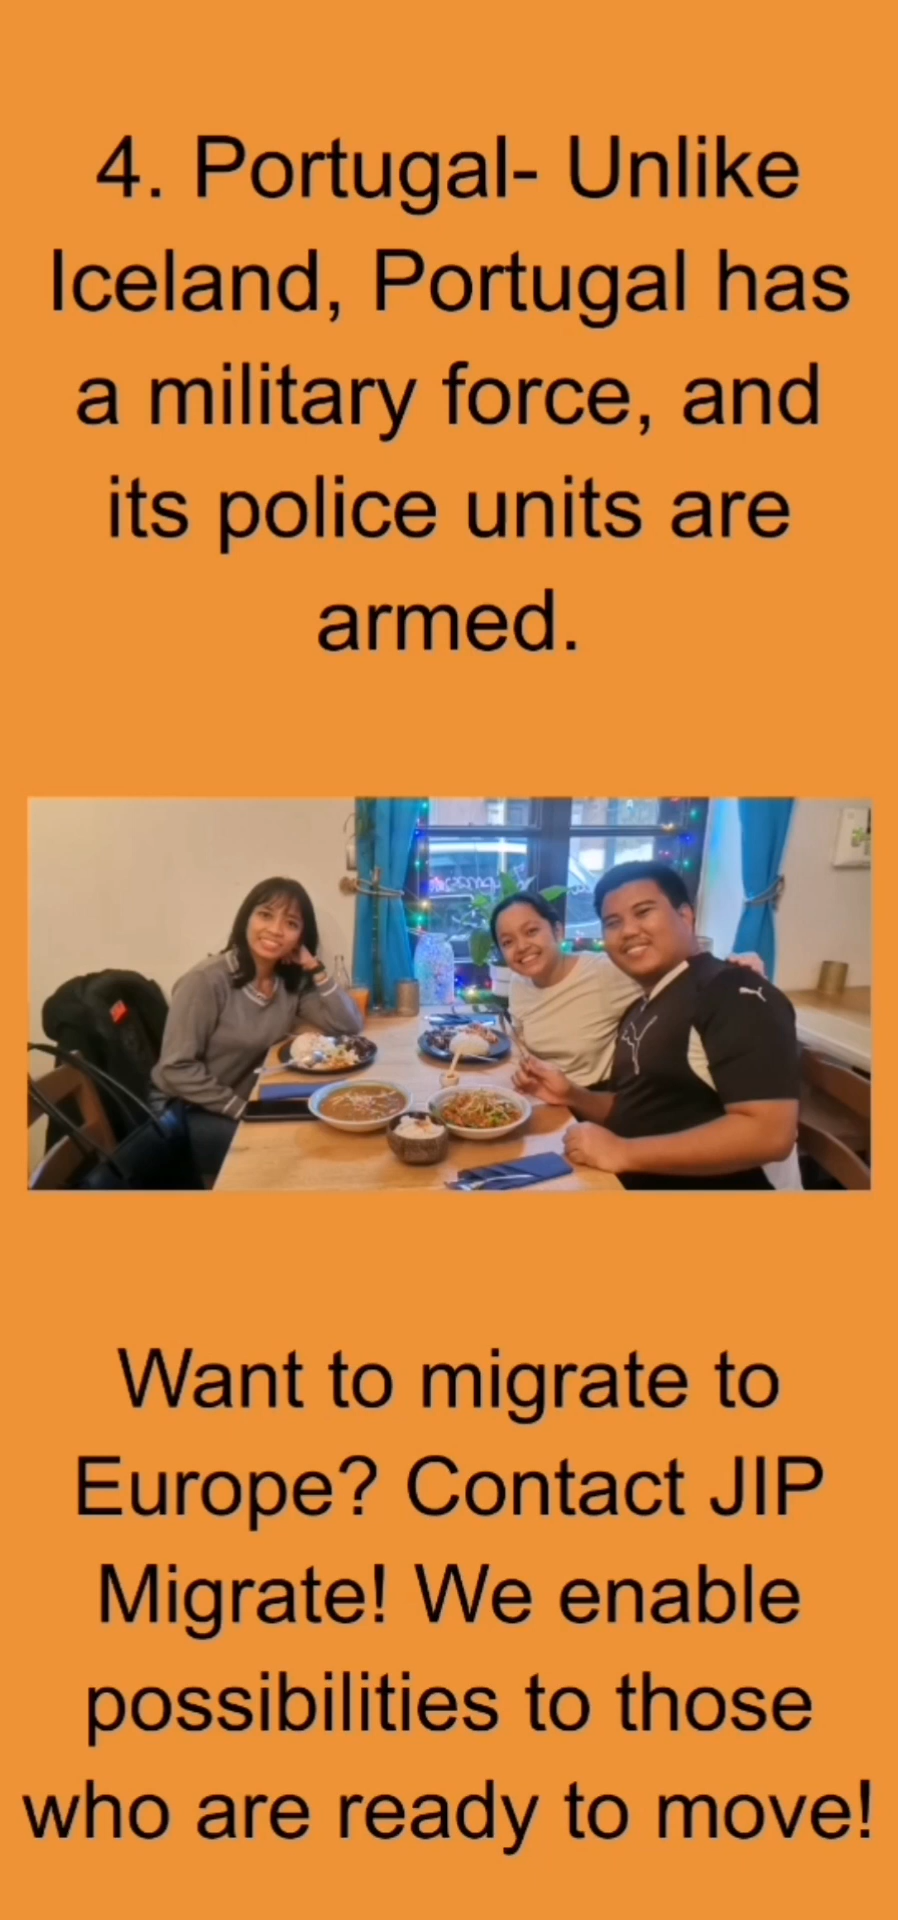 4. Portugal- Unlike
Iceland, Portugal has
a military force, and
its police units are
armed.
Want to migrate to
Europe? Contact JIP
Migrate! We enable
possibilities to those
who are ready to move!